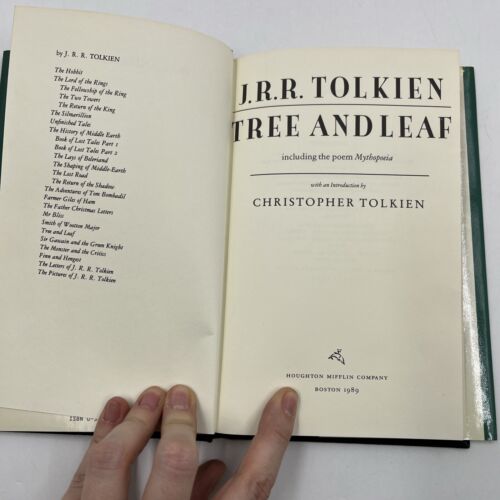 by J. R. R. TOLKIEN
The Hobbit
The Lord of the Rings
The Fellowship of the Ring
The Two Towers
The Return of the King
The Silmarillion
Unfinished Tales
The History of Middle Earth
Book of Lost Tales Part 1
Book of Lost Tales Part 2
The Lays of Beleriand
The Shaping of Middle-Earth
The Lost Road
The Return of the Shadow
The Adventures of Tom Bombadil
Farmer Giles of Ham
The Father Christmas Letters
Mr Bliss
Smith of Wootton Major
Tree and Leaf
Sir Gawain and the Green Knight
The Monster and the Critics
Finn and Hengest
The Letters of J. R. R. Tolkien
The Pictures of J. R. R. Tolkien
ISBN
J.R.R. TOLKIEN
TREE AND LEAF
including the poem Mythopoeia
with an Introduction by
CHRISTOPHER TOLKIEN
HOUGHTON MIFFLIN COMPANY
BOSTON 1989